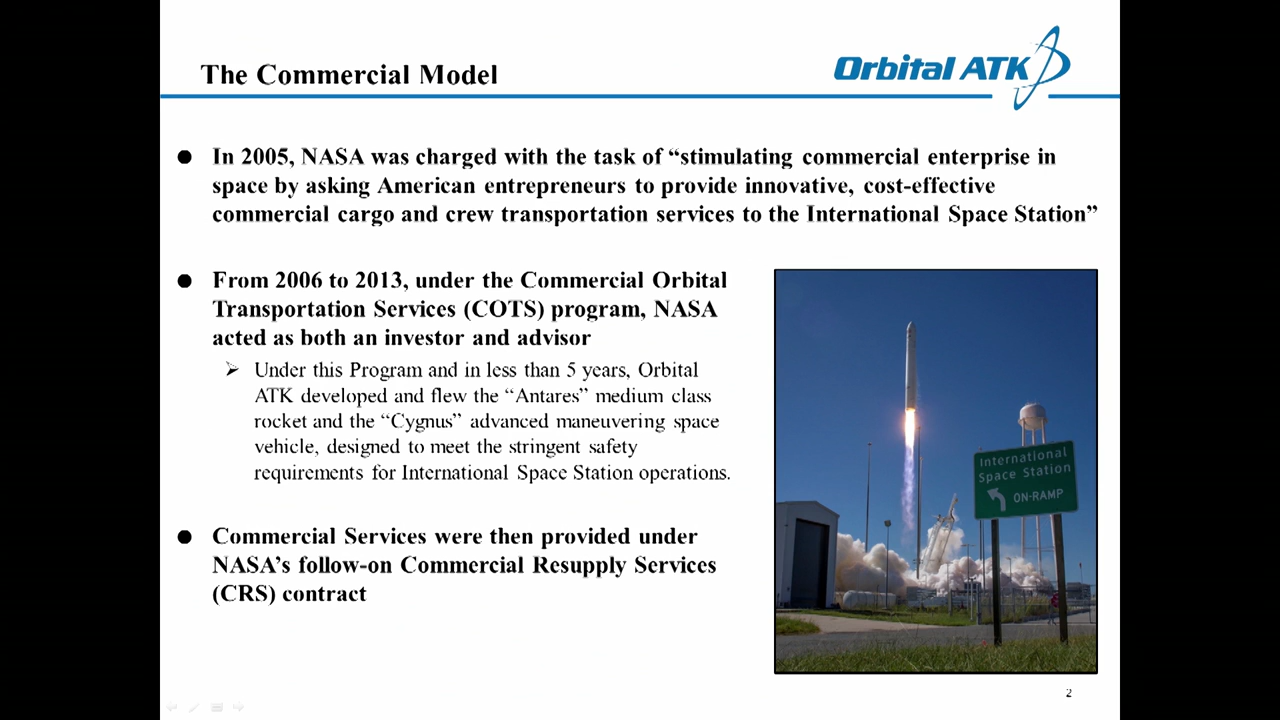 The Commercial Model
Orbital ATK
● In 2005, NASA was charged with the task of “stimulating commercial enterprise in
space by asking American entrepreneurs to provide innovative, cost-effective
commercial cargo and crew transportation services to the International Space Station”
● From 2006 to 2013, under the Commercial Orbital
Transportation Services (COTS) program, NASA
acted as both an investor and advisor
➢ Under this Program and in less than 5 years, Orbital
ATK developed and flew the “Antares” medium class
rocket and the “Cygnus” advanced maneuvering space
vehicle, designed to meet the stringent safety
requirements for International Space Station operations.
● Commercial Services were then provided under
NASA’s follow-on Commercial Resupply Services
(CRS) contract
International
Space Station
ON-RAMP
2